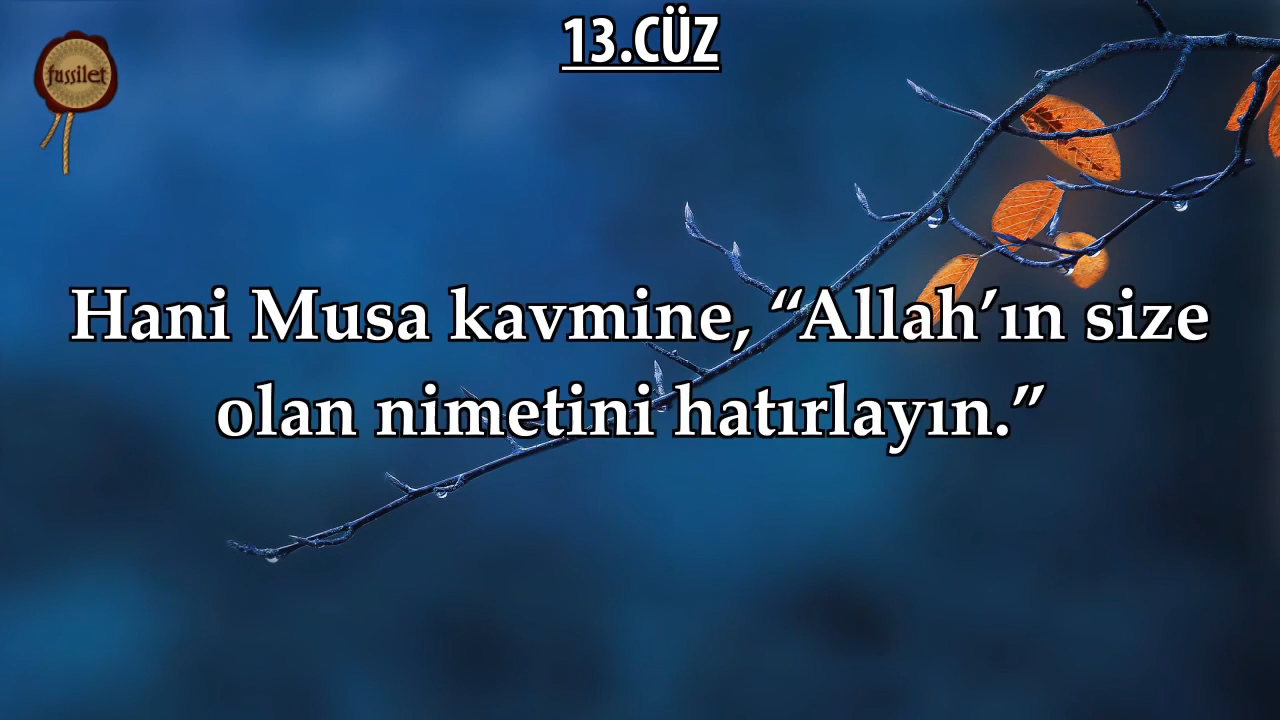 13.CÜZ
fussilet
Hani Musa kavmine, “Allah’ın size
olan nimetini hatırlayın.”